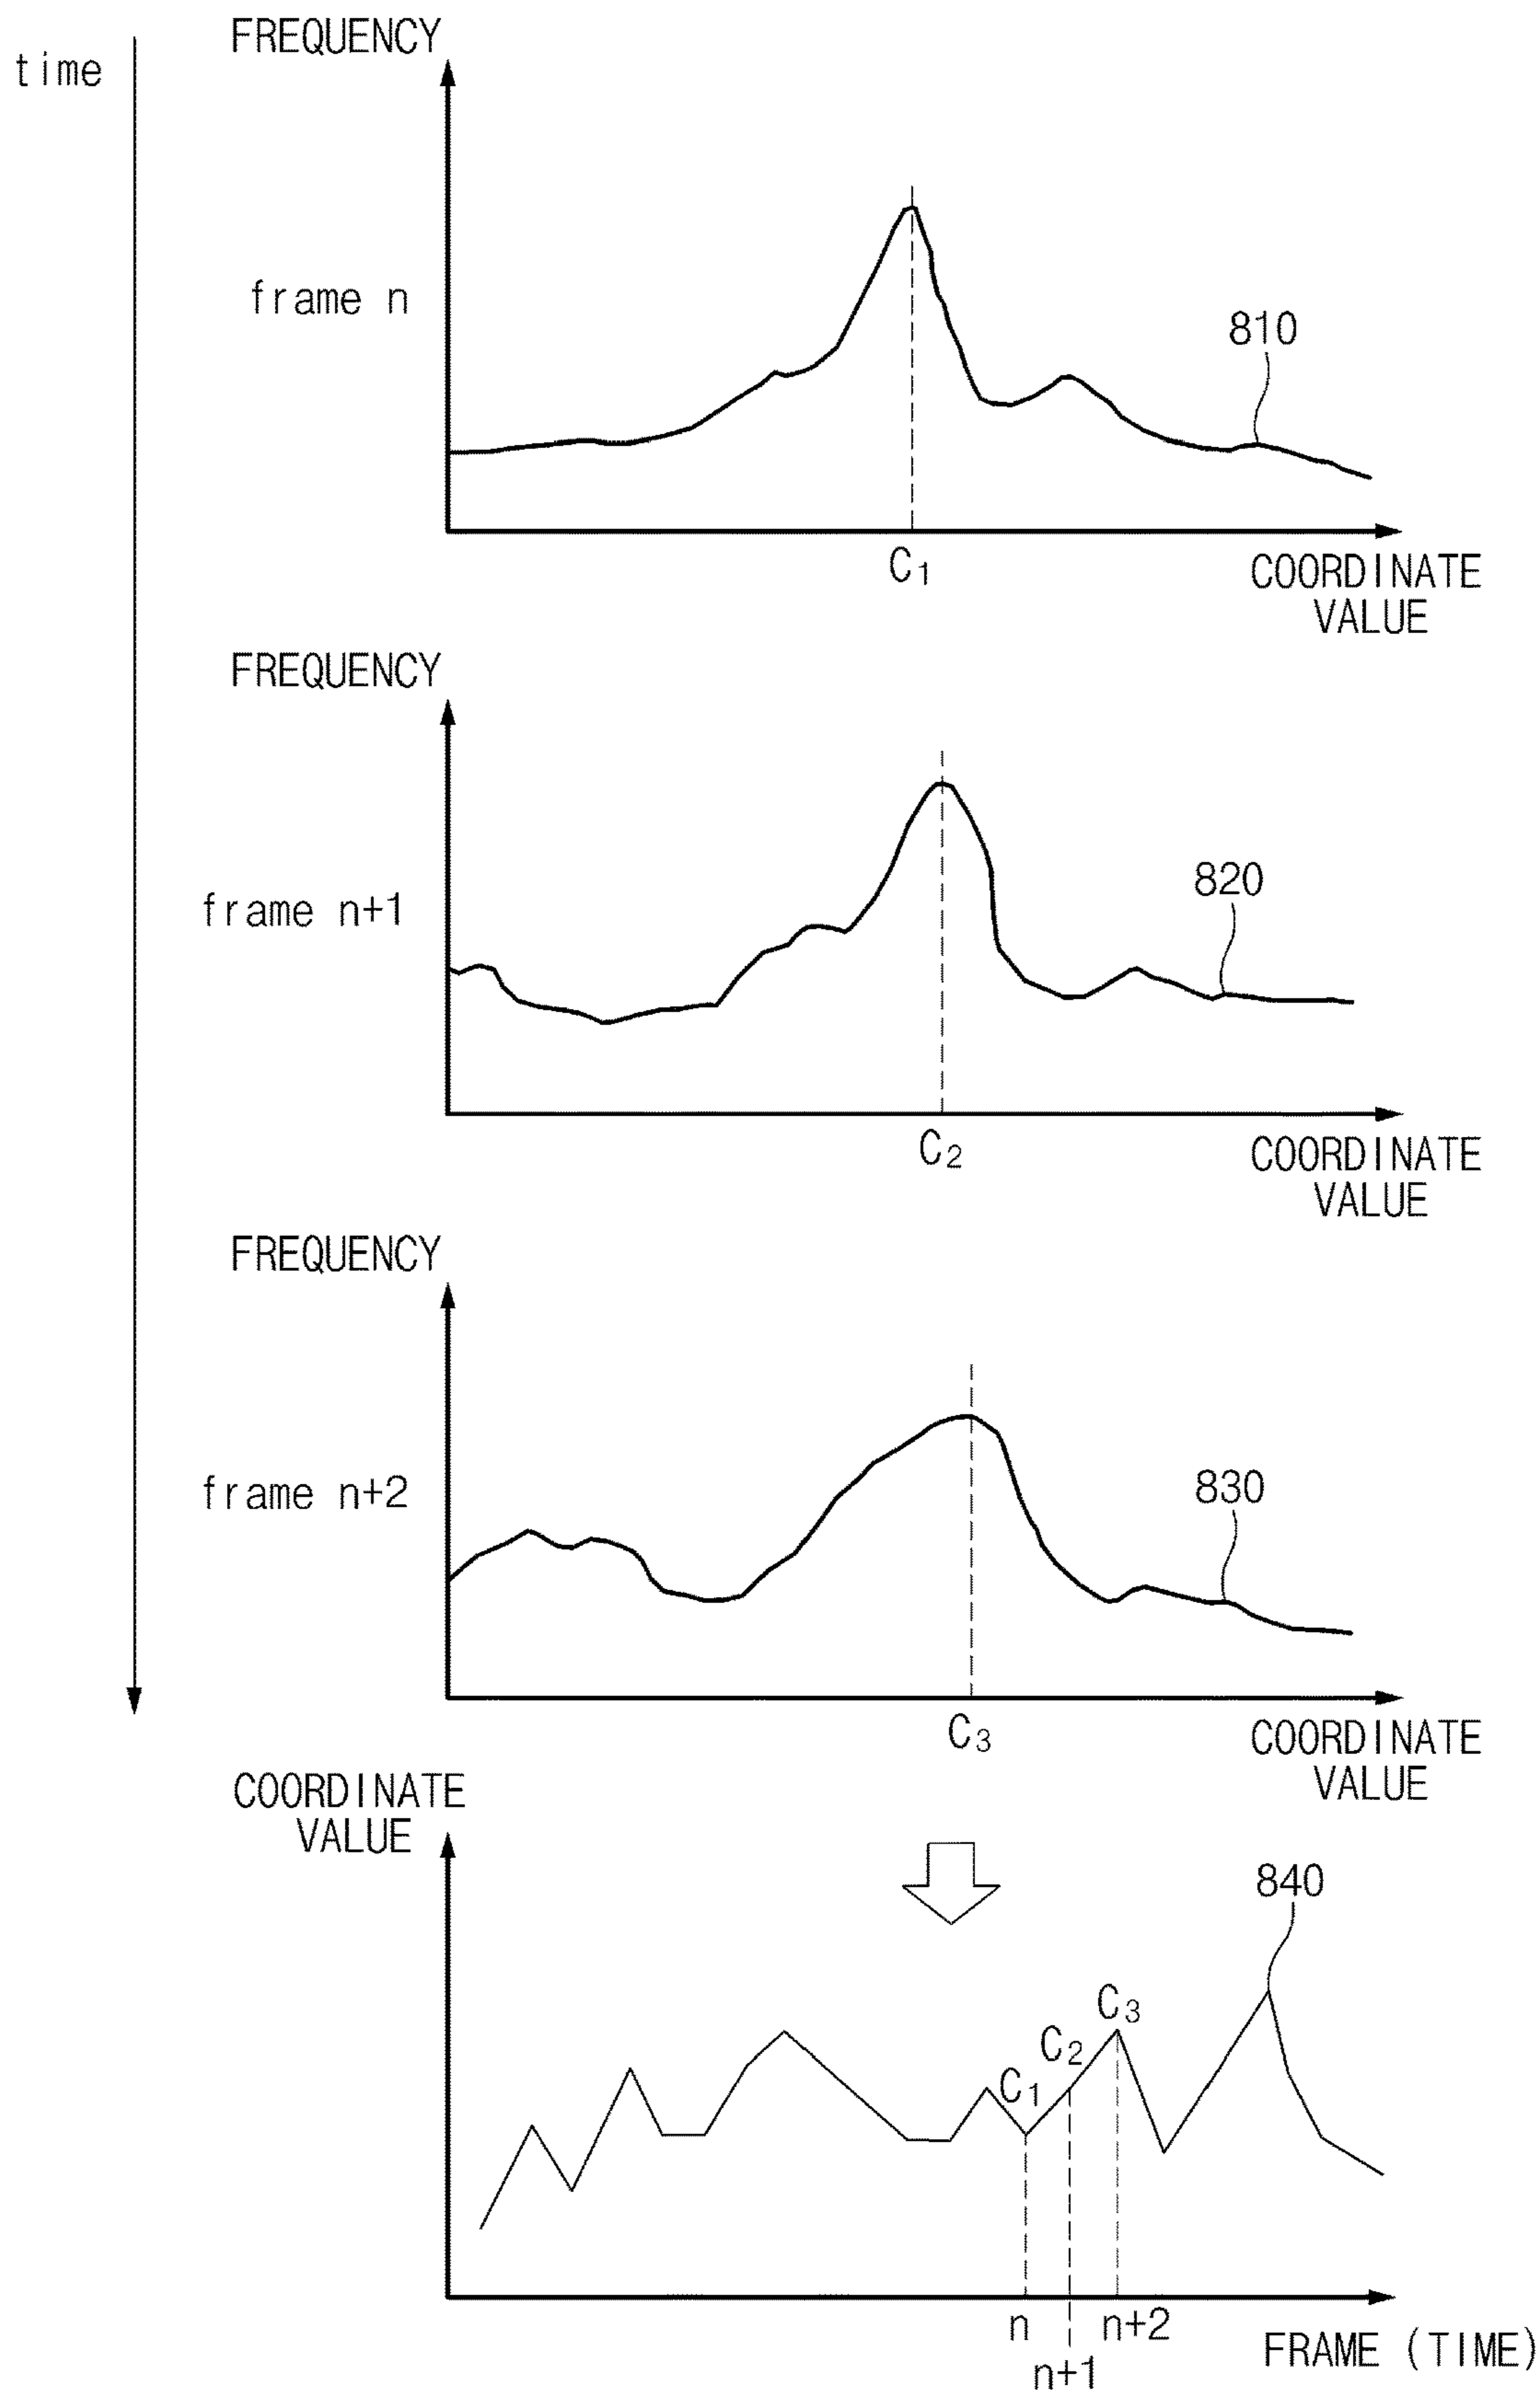 time
FREQUENCY
frame n
810
C1
COORDINATE
VALUE
FREQUENCY
frame n+1
820
C2
COORDINATE
VALUE
FREQUENCY
frame n+2
830
C3
COORDINATE
VALUE
COORDINATE
VALUE
840
C3
C2
C1
n
n+2
n+1
FRAME (TIME)